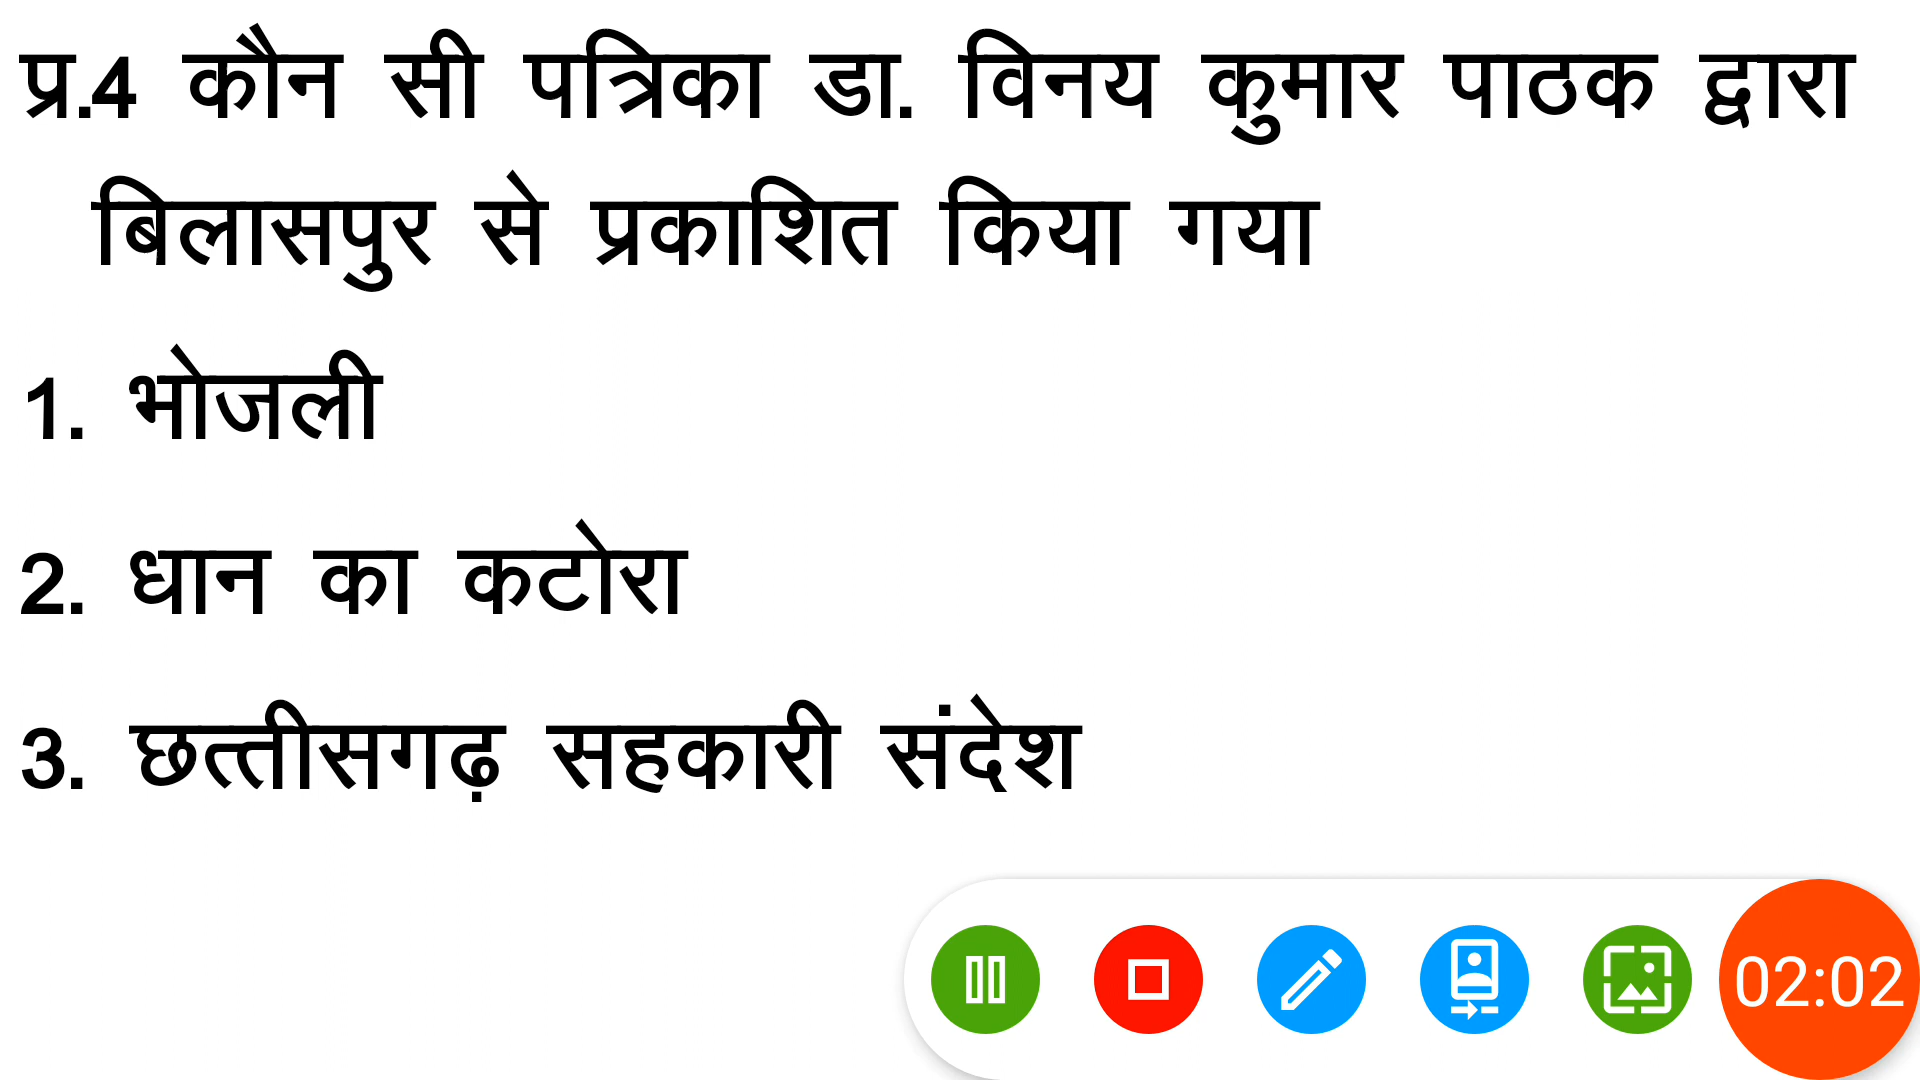 प्र.4 कौन सी पत्रिका डा. विनय कुमार पाठक द्वारा
बिलासपुर से प्रकाशित किया गया
1. भोजली
2. धान का कटोरा
3. छत्तीसगढ़ सहकारी संदेश
02:02